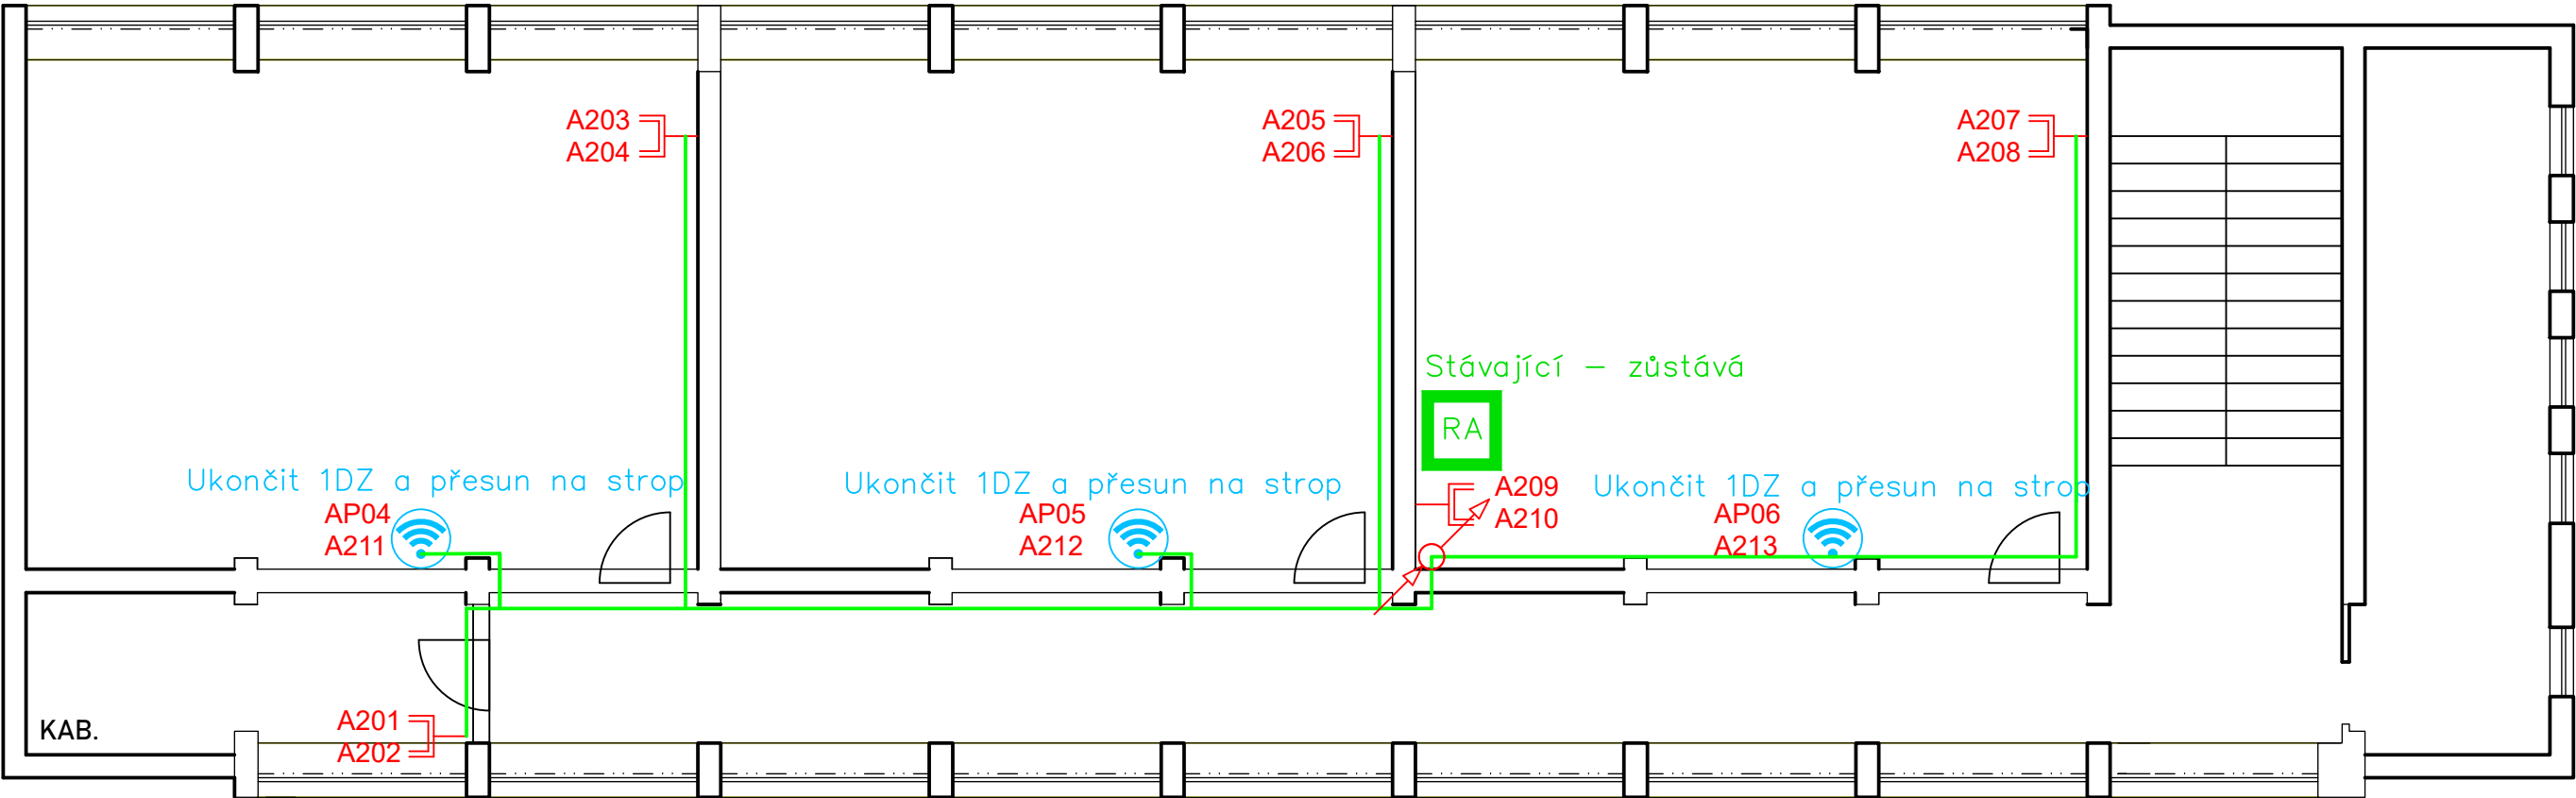 A203
A204
A205
A206
A207
A208
Stávající – zůstává
RA
Ukončit 1DZ a přesun na strop
AP04
A211
Ukončit 1DZ a přesun na strop
AP05
A212
A209
A210
Ukončit 1DZ a přesun na strop
AP06
A213
KAB.
A201
A202